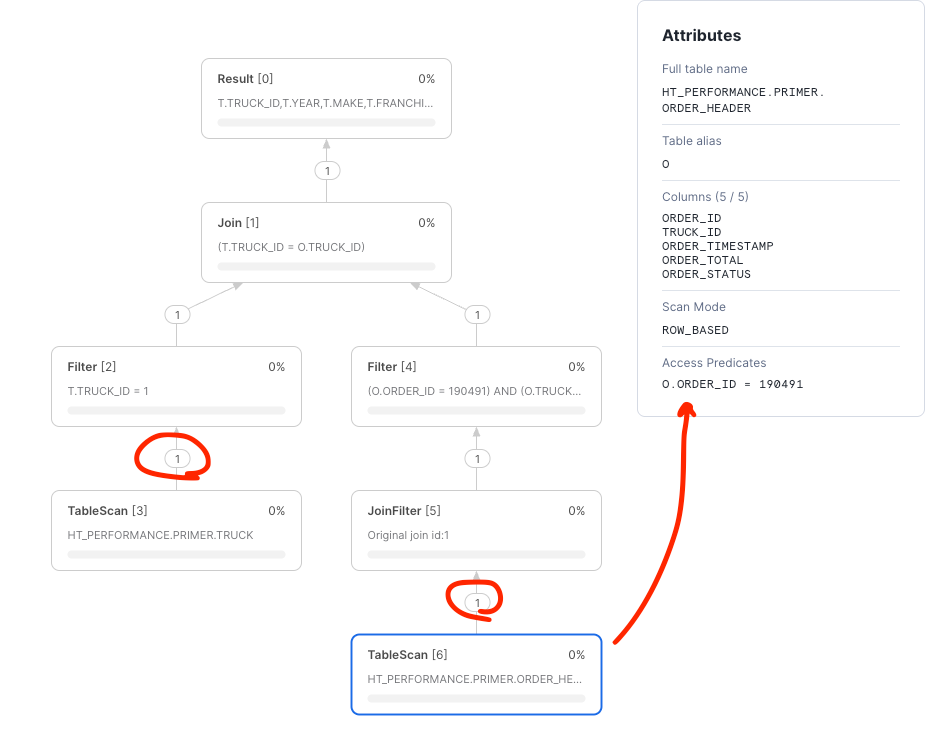 Result [0] 0%
T.TRUCK_ID,T.YEAR,T.MAKE,T.FRANCHI...
1
Join [1] 0%
(T.TRUCK_ID = O.TRUCK_ID)
1
1
Filter [2] 0%
T.TRUCK_ID = 1
Filter [4] 0%
(O.ORDER_ID = 190491) AND (O.TRUCK...
1
1
TableScan [3] 0%
HT_PERFORMANCE.PRIMER.TRUCK
JoinFilter [5] 0%
Original join id:1
1
TableScan [6] 0%
HT_PERFORMANCE.PRIMER.ORDER_HE...
Attributes
Full table name
HT_PERFORMANCE.PRIMER.
ORDER_HEADER
Table alias
O
Columns (5 / 5)
ORDER_ID
TRUCK_ID
ORDER_TIMESTAMP
ORDER_TOTAL
ORDER_STATUS
Scan Mode
ROW_BASED
Access Predicates
O.ORDER_ID = 190491